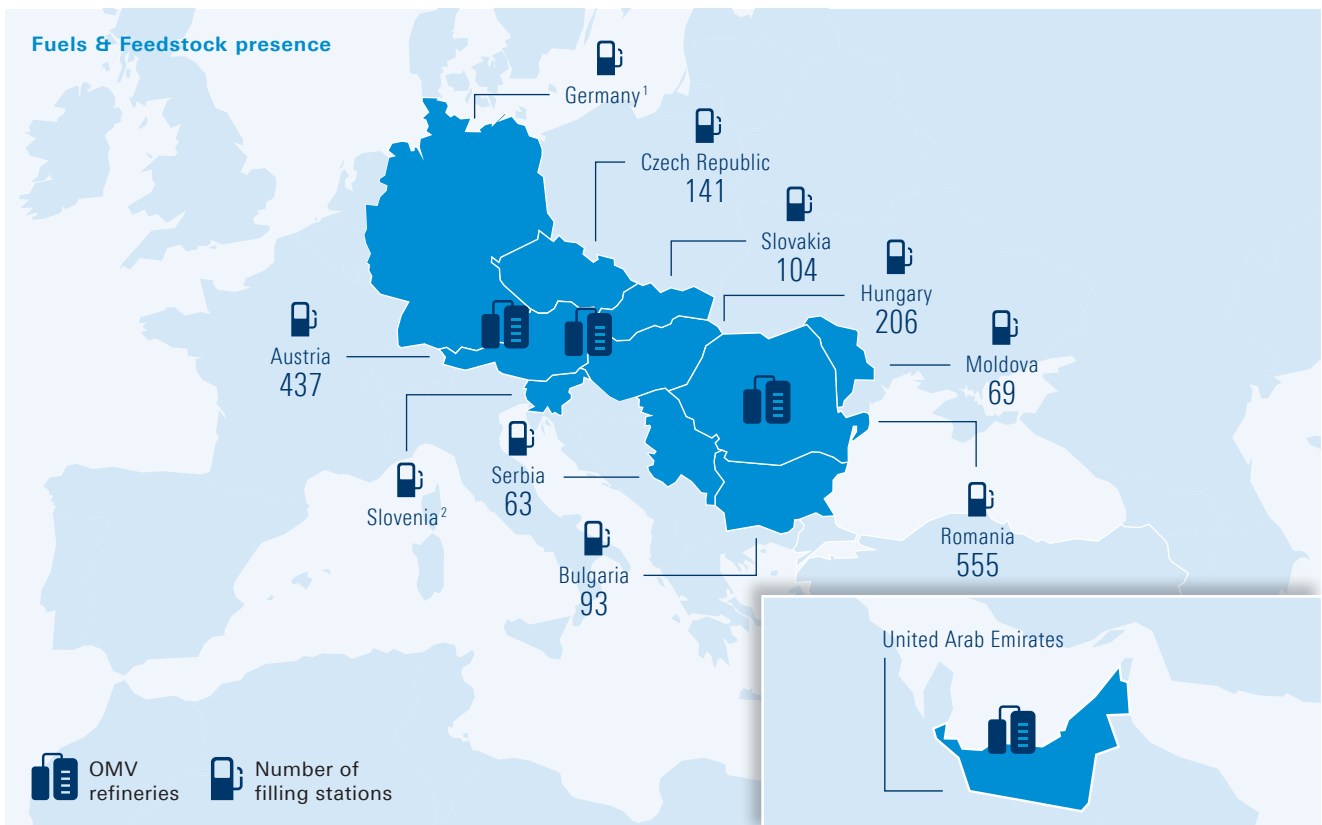 Fuels & Feedstock presence
Germany¹
Czech Republic
141
Slovakia
104
Hungary
206
Austria
437
Moldova
69
Serbia
63
Slovenia²
Romania
555
Bulgaria
93
United Arab Emirates
OMV
refineries
Number of
filling stations